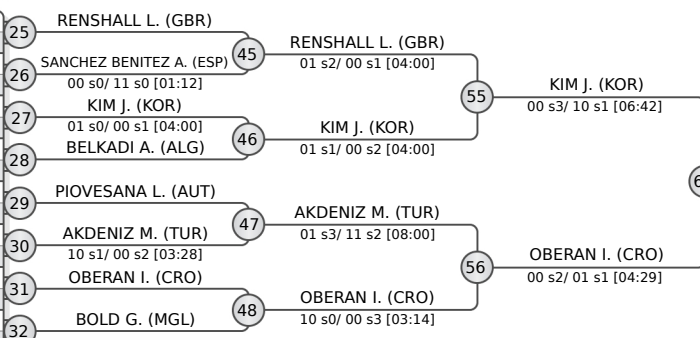 25
RENSHALL L. (GBR)
26
SANCHEZ BENITEZ A. (ESP)
00 s0/ 11 s0 [01:12]
45
RENSHALL L. (GBR)
01 s2/ 00 s1 [04:00]
27
KIM J. (KOR)
01 s0/ 00 s1 [04:00]
28
BELKADI A. (ALG)
46
KIM J. (KOR)
01 s1/ 00 s2 [04:00]
55
KIM J. (KOR)
00 s3/ 10 s1 [06:42]
29
PIOVESANA L. (AUT)
30
AKDENIZ M. (TUR)
10 s1/ 00 s2 [03:28]
47
AKDENIZ M. (TUR)
01 s3/ 11 s2 [08:00]
31
OBERAN I. (CRO)
32
BOLD G. (MGL)
48
OBERAN I. (CRO)
10 s0/ 00 s3 [03:14]
56
OBERAN I. (CRO)
00 s2/ 01 s1 [04:29]